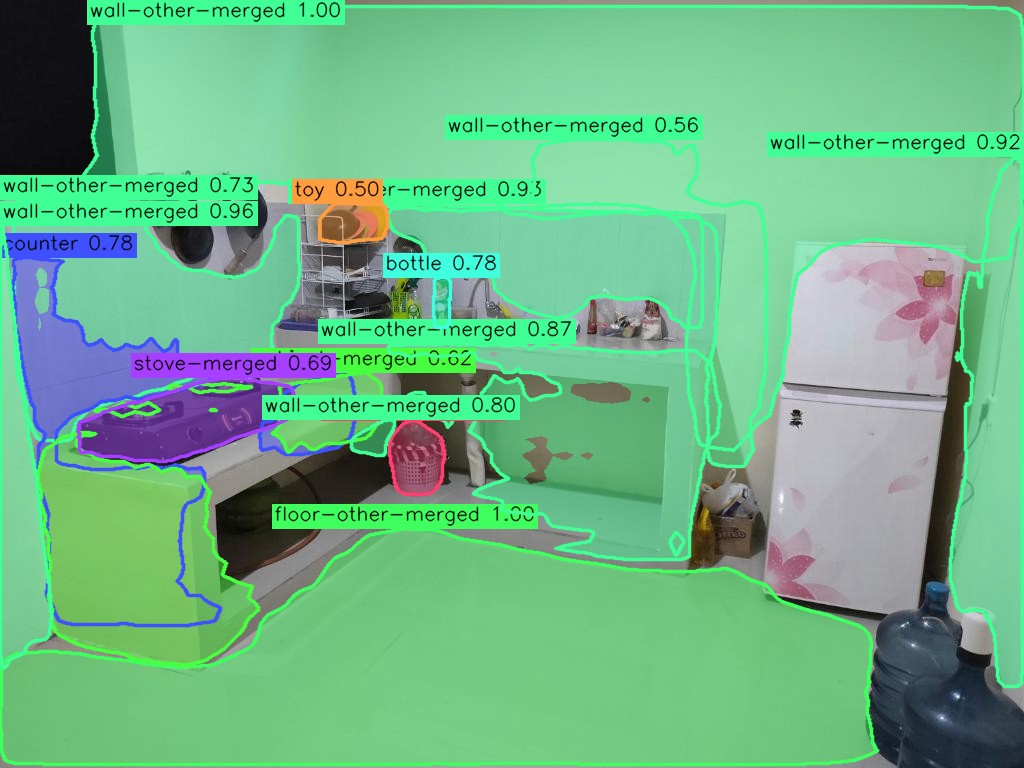 wall-other-merged 1.00
wall-other-merged 0.56
wall-other-merged 0.92
wall-other-merged 0.73
toy 0.50
er-merged 0.93
wall-other-merged 0.96
counter 0.78
bottle 0.78
wall-other-merged 0.87
stove-merged 0.69
-merged 0.62
wall-other-merged 0.80
floor-other-merged 1.00